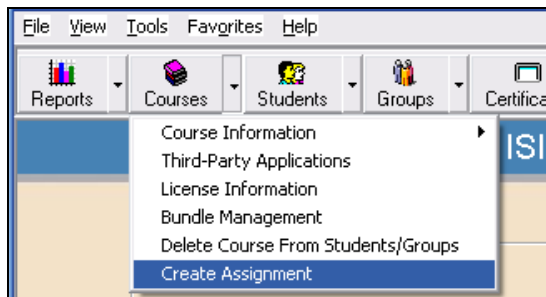 File View Tools Favorites Help
Reports Courses Students Groups
Course Information
ISI
Third-Party Applications
License Information
Bundle Management
Delete Course From Students/Groups
Create Assignment